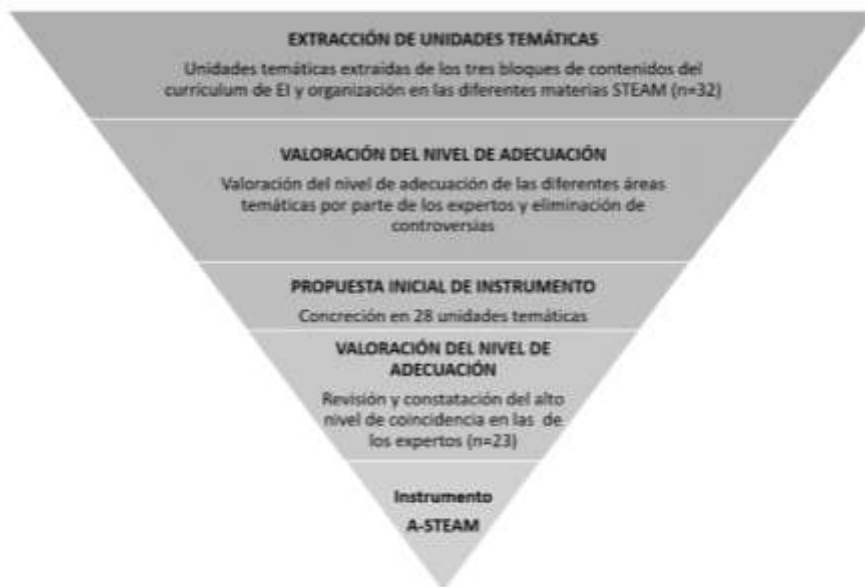 EXTRACCIÓN DE UNIDADES TEMÁTICAS
Unidades temáticas extraídas de los tres bloques de contenidos del
currículum de EI y organización en las diferentes materias STEAM (n=32)
VALORACIÓN DEL NIVEL DE ADECUACIÓN
Valoración del nivel de adecuación de las diferentes áreas
temáticas por parte de los expertos y eliminación de
controversias
PROPUESTA INICIAL DE INSTRUMENTO
Concreción en 28 unidades temáticas
VALORACIÓN DEL NIVEL DE
ADECUACIÓN
Revisión y constatación del alto
nivel de coincidencia en las de
los expertos (n=23)
Instrumento
A-STEAM